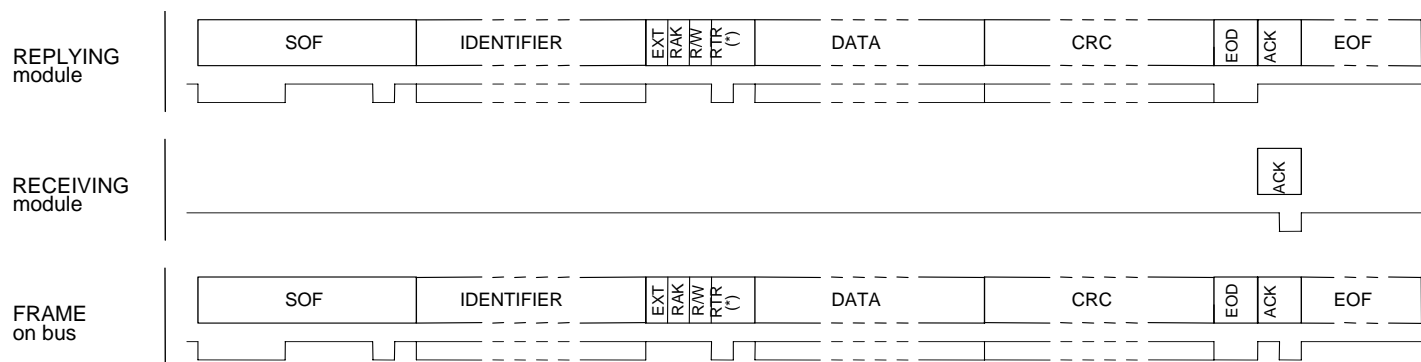 REPLYING
module
SOF IDENTIFIER EXT RAK R/W RTR (*) DATA CRC EOD ACK EOF
RECEIVING
module
ACK
FRAME
on bus
SOF IDENTIFIER EXT RAK R/W RTR (*) DATA CRC EOD ACK EOF